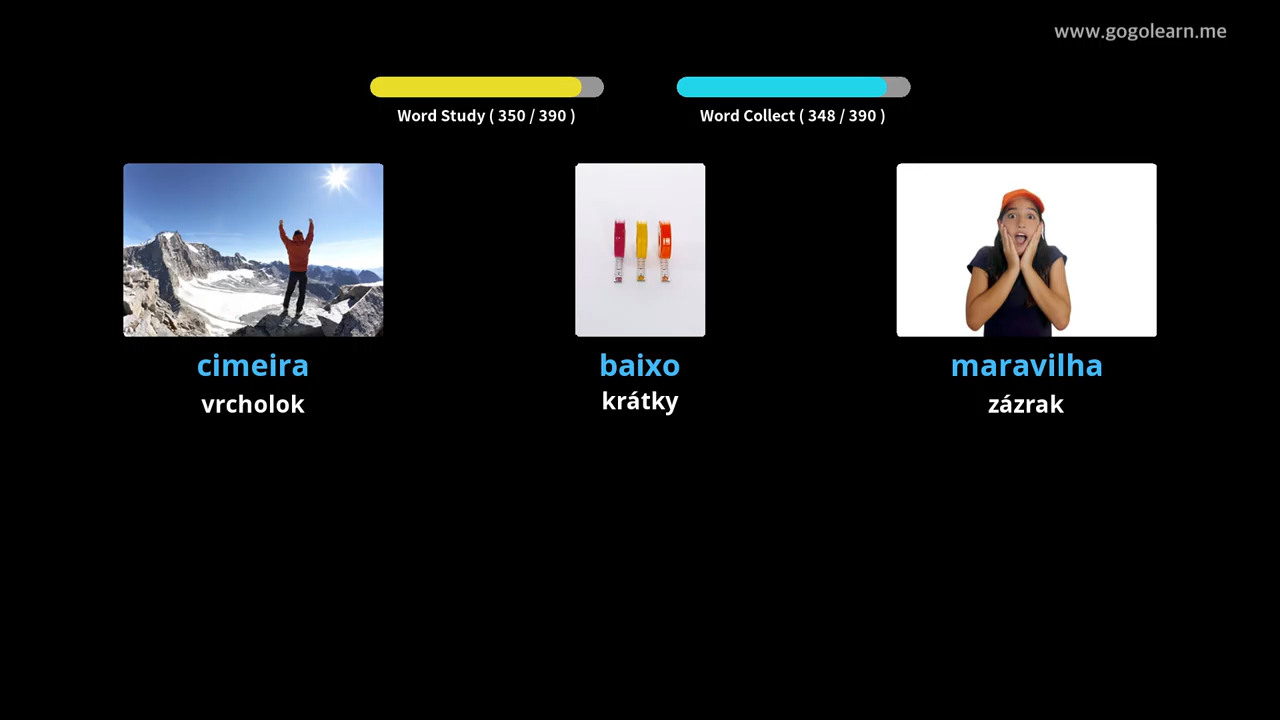 www.gogolearn.me
Word Study ( 350 / 390 )
Word Collect ( 348 / 390 )
cimeira
vrcholok
baixo
krátky
maravilha
zázrak